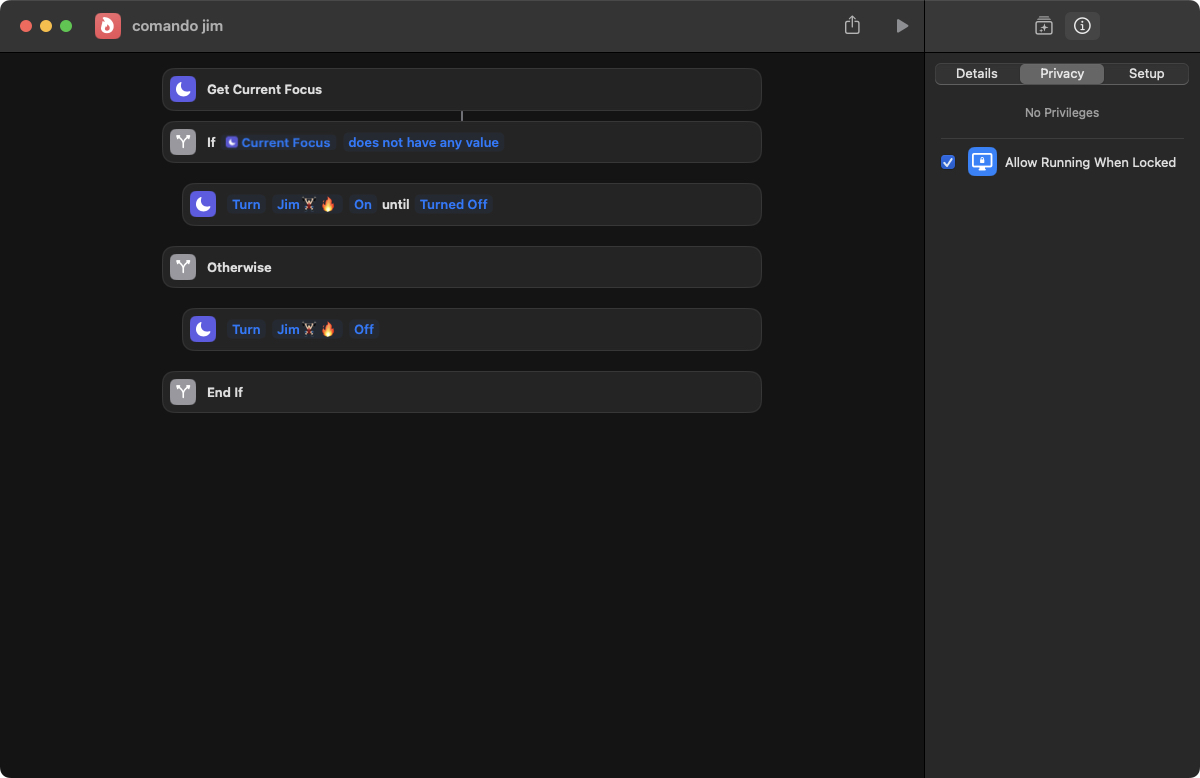 comando jim
Details Privacy Setup
No Privileges
Allow Running When Locked
Get Current Focus
If Current Focus does not have any value
Turn Jim🏋🏻🔥 On until Turned Off
Otherwise
Turn Jim🏋🏻🔥 Off
End If